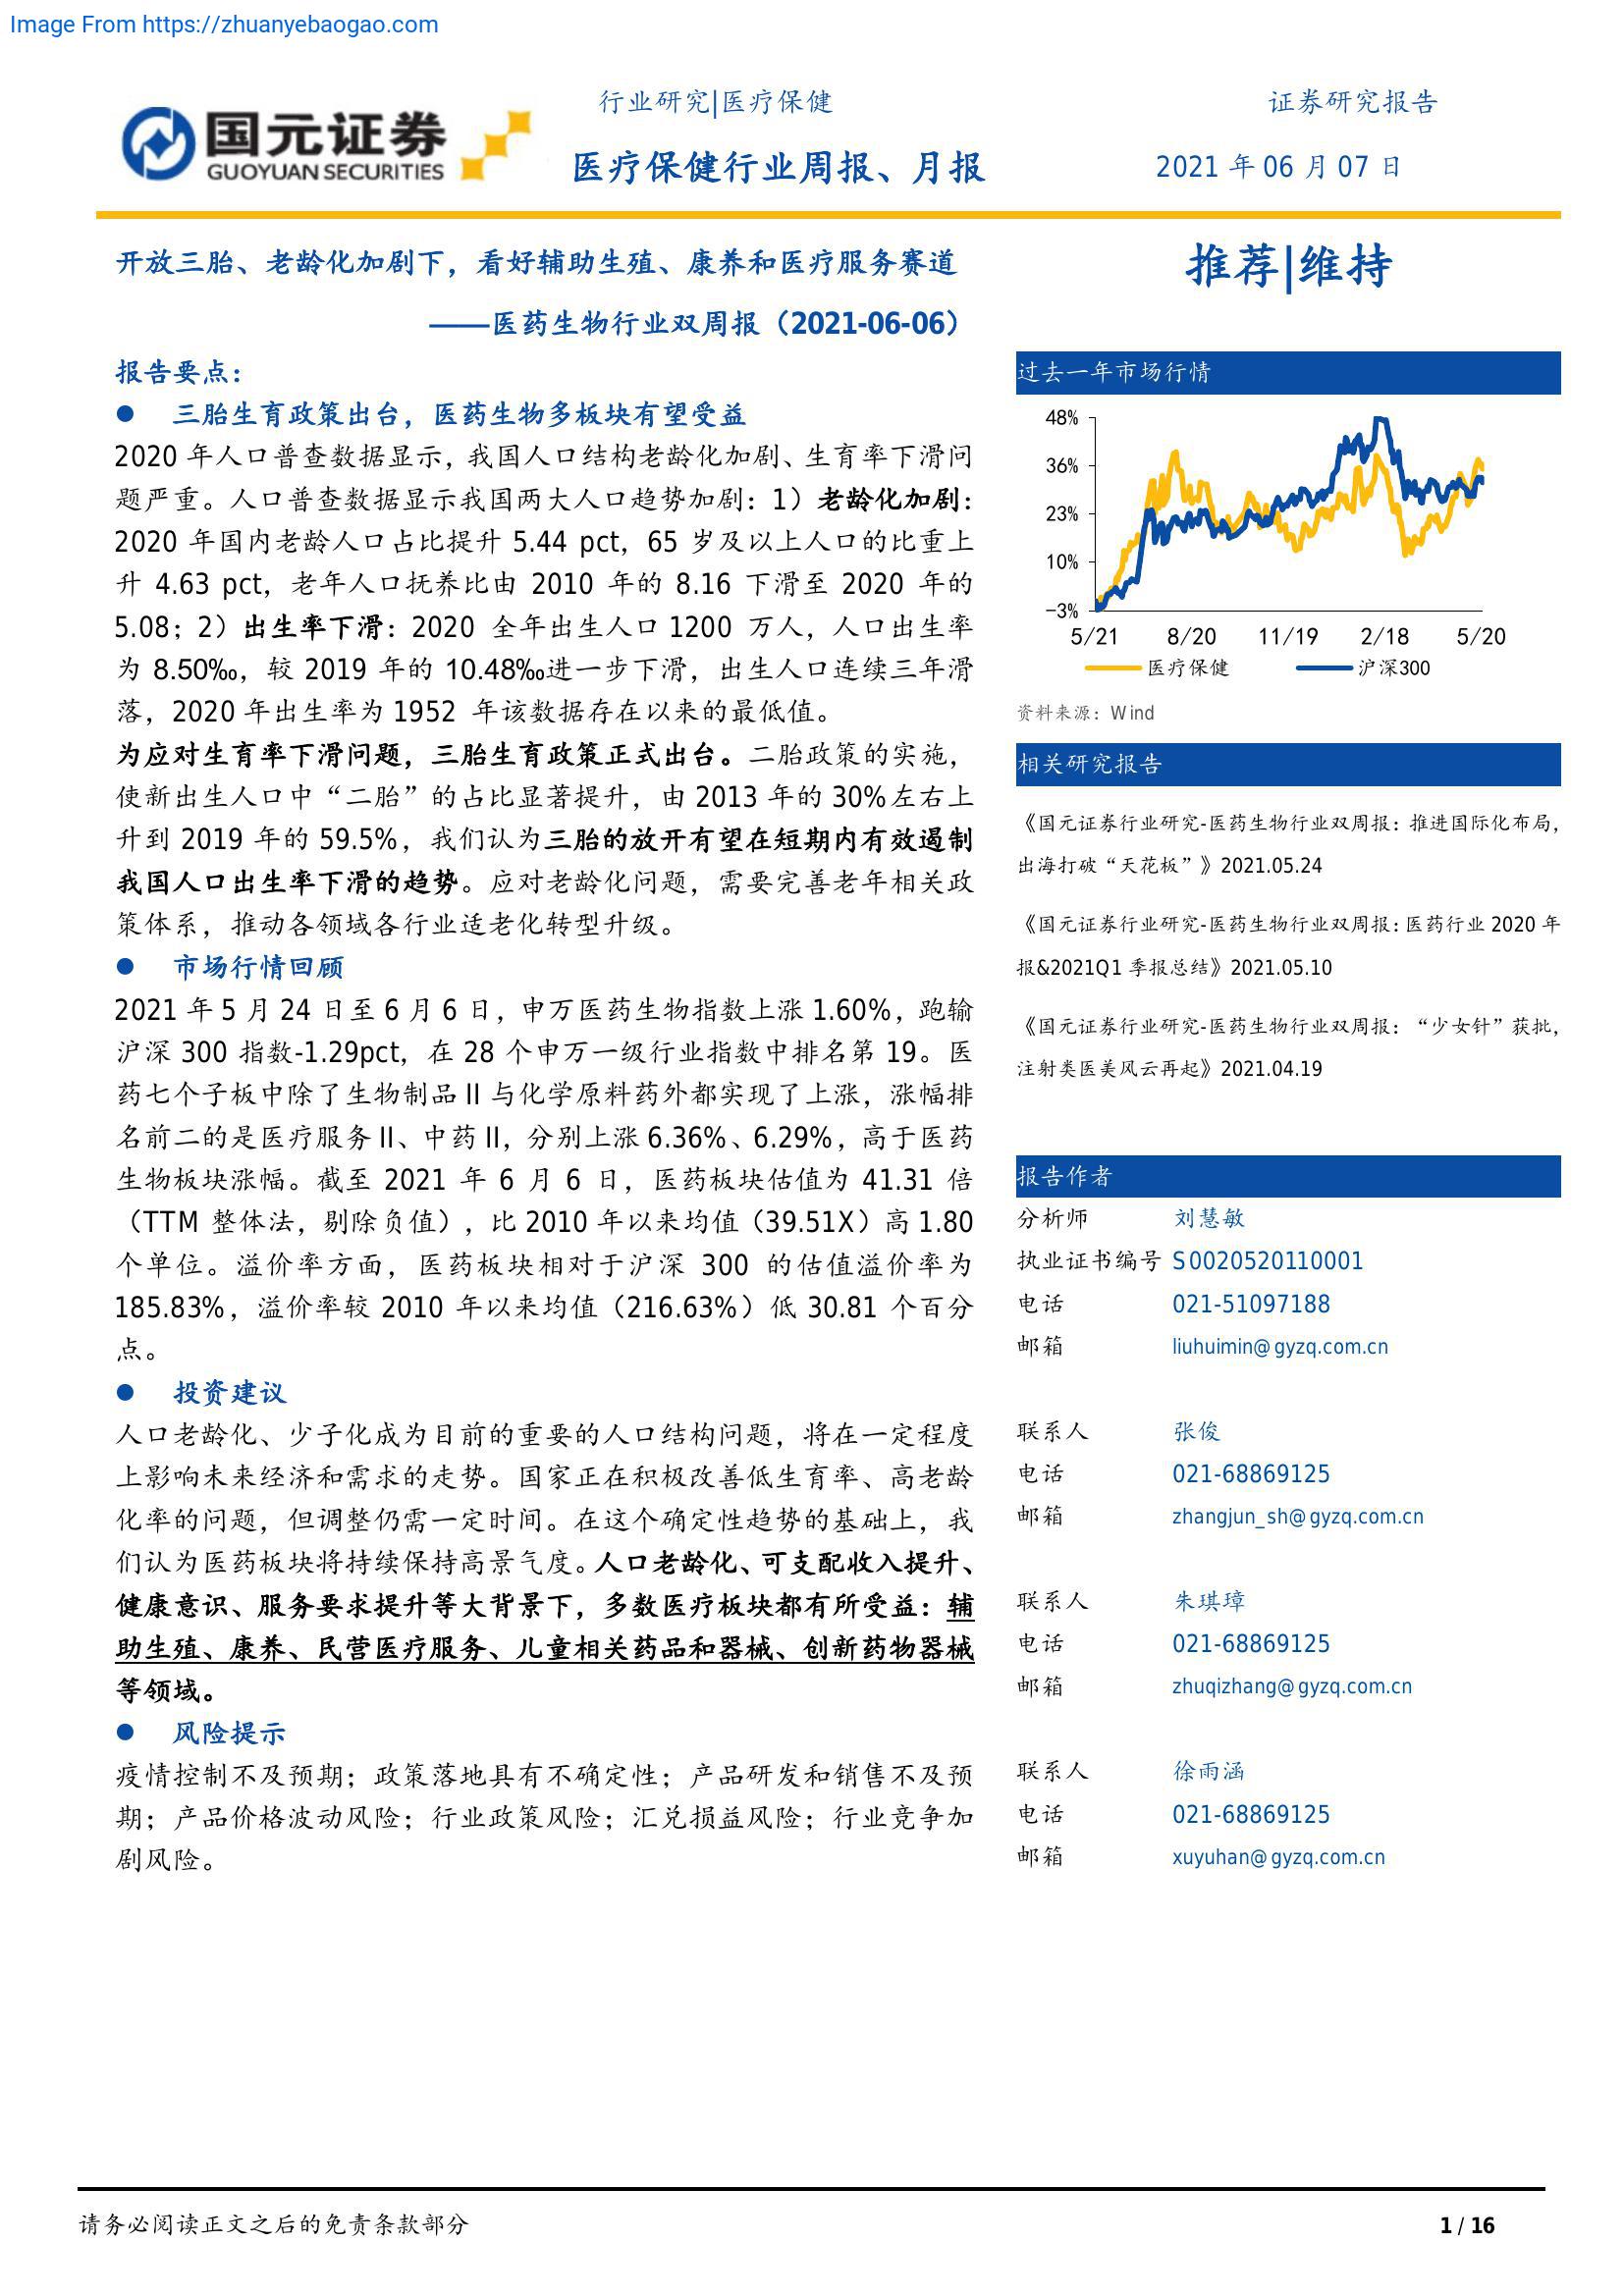 Image From https://zhuanyebaogao.com
国元证券
GUOYUAN SECURITIES
行业研究|医疗保健
证券研究报告
医疗保健行业周报、月报
2021 年 06 月 07 日
开放三胎、老龄化加剧下，看好辅助生殖、康养和医疗服务赛道
——医药生物行业双周报（2021-06-06）
报告要点：
● 三胎生育政策出台，医药生物多板块有望受益
2020 年人口普查数据显示，我国人口结构老龄化加剧、生育率下滑问
题严重。人口普查数据显示我国两大人口趋势加剧：1）老龄化加剧：
2020 年国内老龄人口占比提升 5.44 pct，65 岁及以上人口的比重上
升 4.63 pct，老年人口抚养比由 2010 年的 8.16 下滑至 2020 年的
5.08；2）出生率下滑：2020 全年出生人口 1200 万人，人口出生率
为 8.50‰，较 2019 年的 10.48‰进一步下滑，出生人口连续三年滑
落，2020 年出生率为 1952 年该数据存在以来的最低值。
为应对生育率下滑问题，三胎生育政策正式出台。二胎政策的实施，
使新出生人口中“二胎”的占比显著提升，由 2013 年的 30%左右上
升到 2019 年的 59.5%，我们认为三胎的放开有望在短期内有效遏制
我国人口出生率下滑的趋势。应对老龄化问题，需要完善老年相关政
策体系，推动各领域各行业适老化转型升级。
● 市场行情回顾
2021 年 5 月 24 日至 6 月 6 日，申万医药生物指数上涨 1.60%，跑输
沪深 300 指数-1.29pct，在 28 个申万一级行业指数中排名第 19。医
药七个子板中除了生物制品 II 与化学原料药外都实现了上涨，涨幅排
名前二的是医疗服务 II、中药 II，分别上涨 6.36%、6.29%，高于医药
生物板块涨幅。截至 2021 年 6 月 6 日，医药板块估值为 41.31 倍
（TTM 整体法，剔除负值），比 2010 年以来均值（39.51X）高 1.80
个单位。溢价率方面，医药板块相对于沪深 300 的估值溢价率为
185.83%，溢价率较 2010 年以来均值（216.63%）低 30.81 个百分
点。
● 投资建议
人口老龄化、少子化成为目前的重要的人口结构问题，将在一定程度
上影响未来经济和需求的走势。国家正在积极改善低生育率、高老龄
化率的问题，但调整仍需一定时间。在这个确定性趋势的基础上，我
们认为医药板块将持续保持高景气度。人口老龄化、可支配收入提升、
健康意识、服务要求提升等大背景下，多数医疗板块都有所受益：辅
助生殖、康养、民营医疗服务、儿童相关药品和器械、创新药物器械
等领域。
● 风险提示
疫情控制不及预期；政策落地具有不确定性；产品研发和销售不及预
期；产品价格波动风险；行业政策风险；汇兑损益风险；行业竞争加
剧风险。
推荐|维持
过去一年市场行情
48%
36%
23%
10%
-3%
5/21 8/20 11/19 2/18 5/20
医疗保健 沪深300
资料来源：Wind
相关研究报告
《国元证券行业研究-医药生物行业双周报：推进国际化布局，
出海打破“天花板”》2021.05.24
《国元证券行业研究-医药生物行业双周报：医药行业 2020 年
报&2021Q1 季报总结》2021.05.10
《国元证券行业研究-医药生物行业双周报：“少女针”获批，
注射类医美风云再起》2021.04.19
报告作者
分析师 刘慧敏
执业证书编号 S0020520110001
电话 021-51097188
邮箱 liuhuimin@gyzq.com.cn
联系人 张俊
电话 021-68869125
邮箱 zhangjun_sh@gyzq.com.cn
联系人 朱琪璋
电话 021-68869125
邮箱 zhuqizhang@gyzq.com.cn
联系人 徐雨涵
电话 021-68869125
邮箱 xuyuhan@gyzq.com.cn
请务必阅读正文之后的免责条款部分
1 / 16